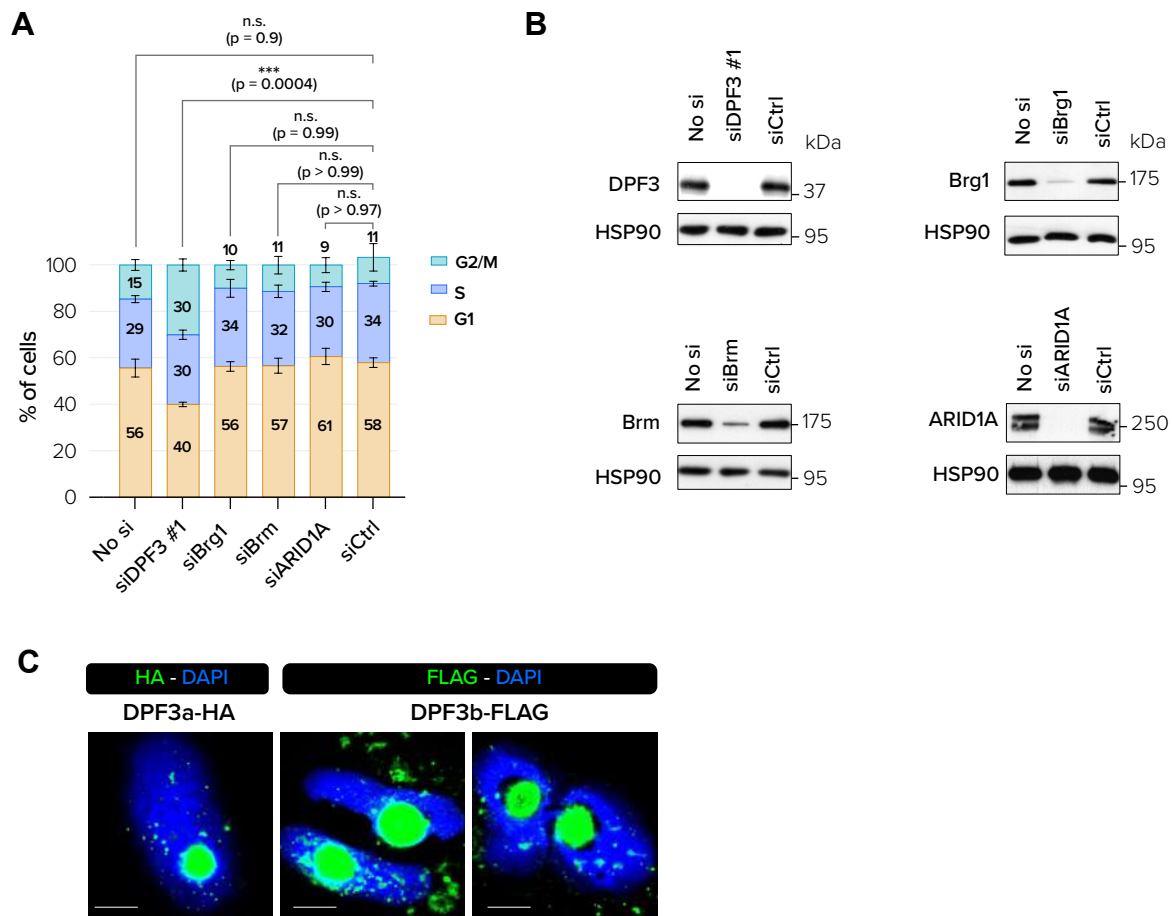 A
n.s.
(p = 0.9)
***
(p = 0.0004)
n.s.
(p = 0.99)
n.s.
(p > 0.99)
n.s.
(p > 0.97)
% of cells
100
80
60
40
20
0
15
29
56
30
30
40
10
34
56
11
32
57
9
30
61
11
34
58
No si
siDPF3 #1
siBrg1
siBrm
siARID1A
siCtrl
G2/M
S
G1
B
No si
siDPF3 #1
siCtrl
kDa
DPF3
37
HSP90
95
No si
siBrg1
siCtrl
kDa
Brg1
175
HSP90
95
No si
siBrm
siCtrl
Brm
175
HSP90
95
No si
siARID1A
siCtrl
ARID1A
250
HSP90
95
C
HA - DAPI
DPF3a-HA
FLAG - DAPI
DPF3b-FLAG